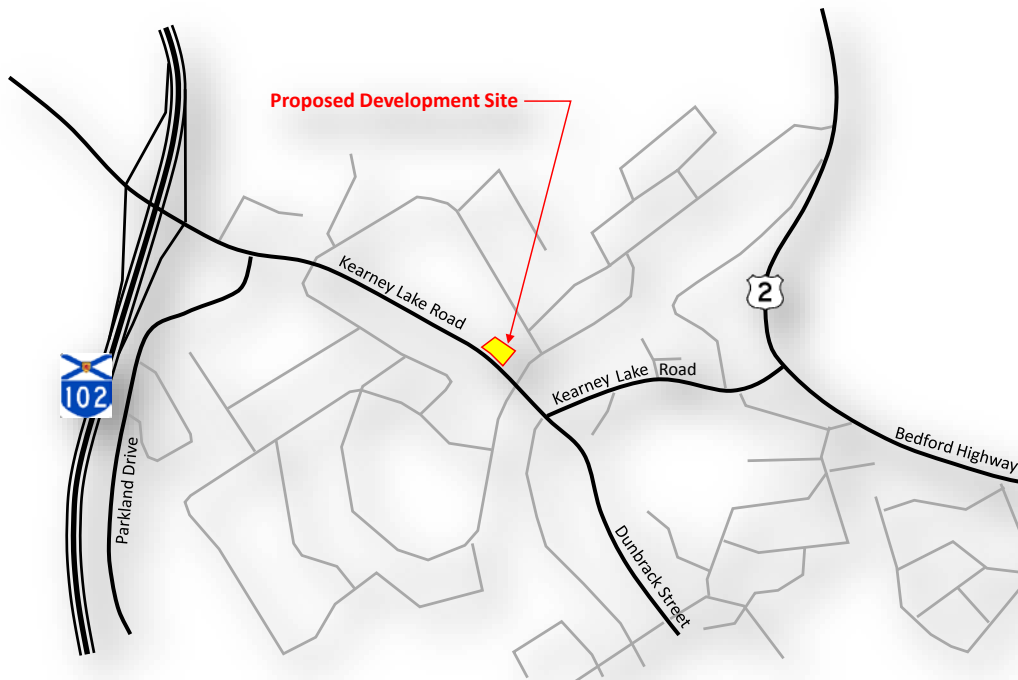 Proposed Development Site
Kearney Lake Road
2
Kearney Lake Road
102
Bedford Highway
Parkland Drive
Dunbrack Street